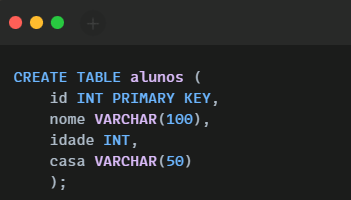 CREATE TABLE alunos (
    id INT PRIMARY KEY,
    nome VARCHAR(100),
    idade INT,
    casa VARCHAR(50)
    );